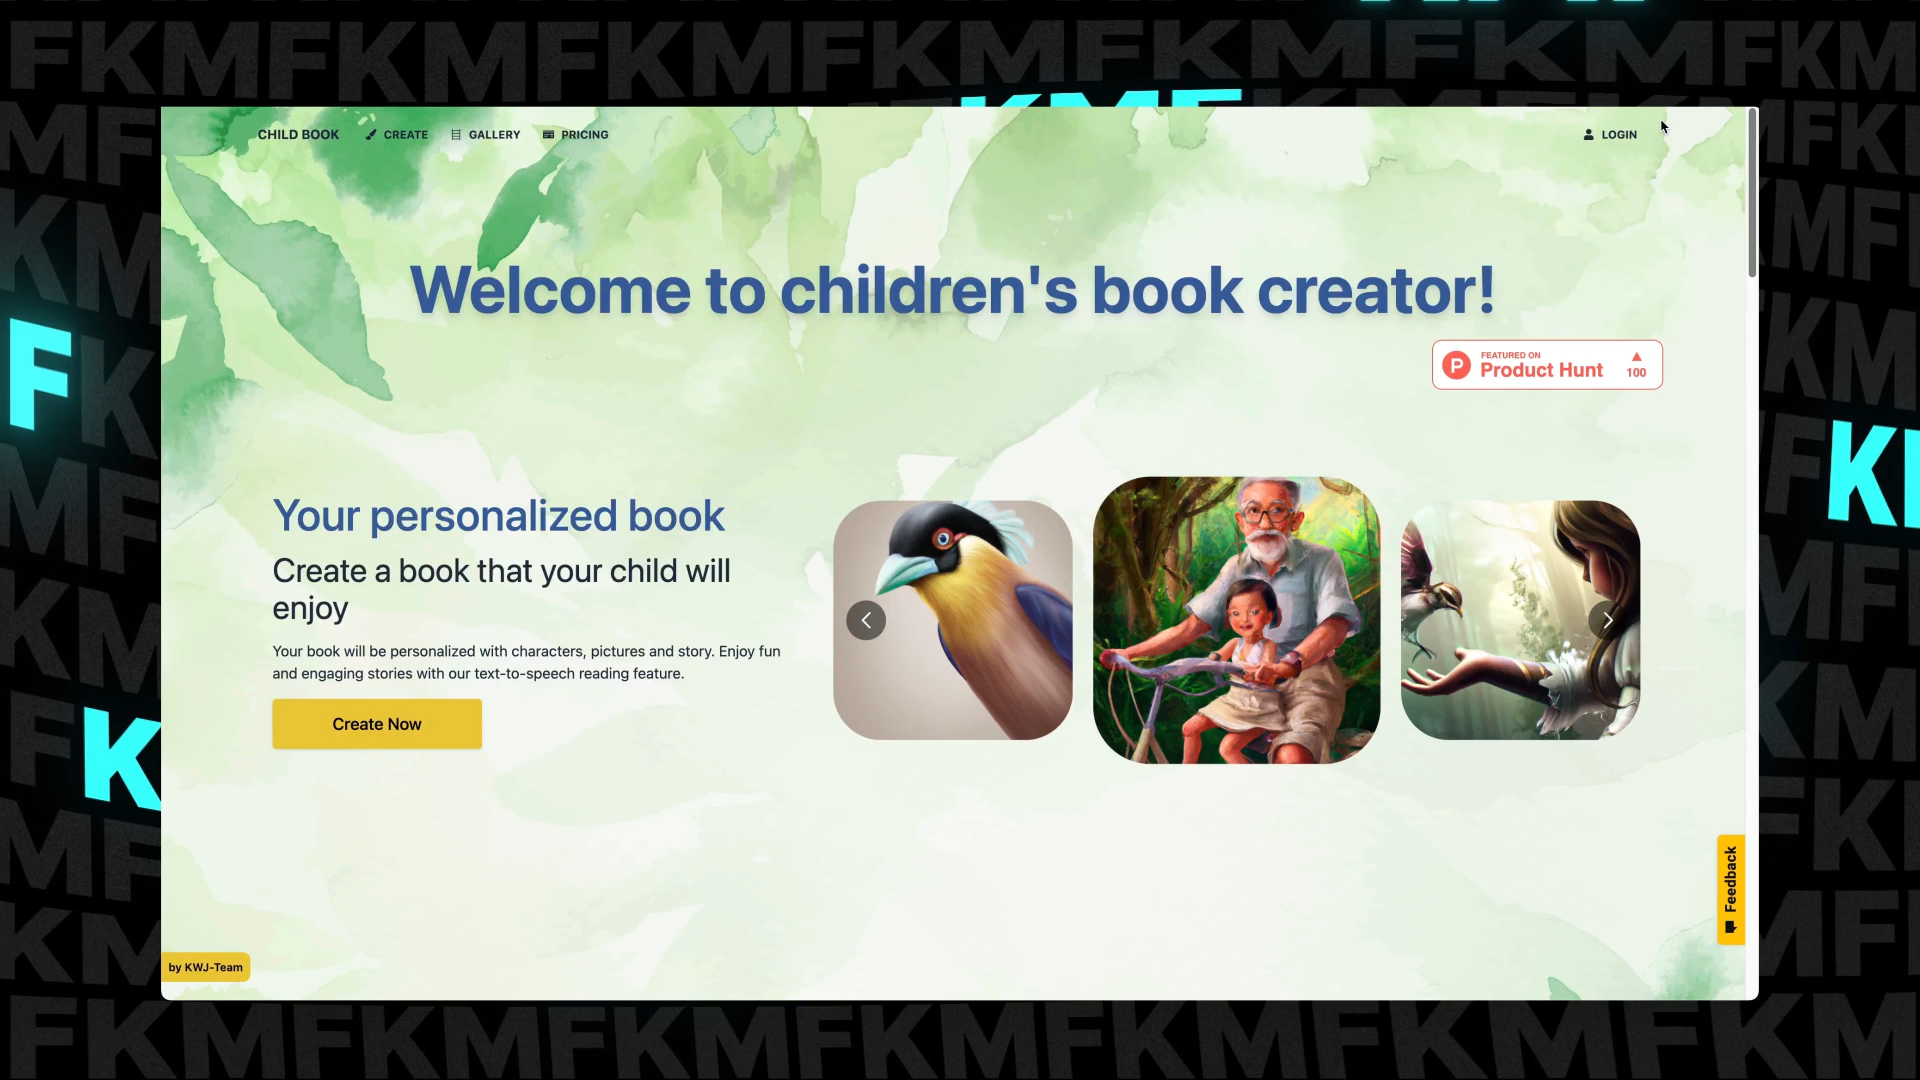 CHILD BOOK
CREATE
GALLERY
PRICING
LOGIN
Welcome to children's book creator!
FEATURED ON
Product Hunt
100
Your personalized book
Create a book that your child will
enjoy
Your book will be personalized with characters, pictures and story. Enjoy fun
and engaging stories with our text-to-speech reading feature.
Create Now
Feedback
by KWJ-Team